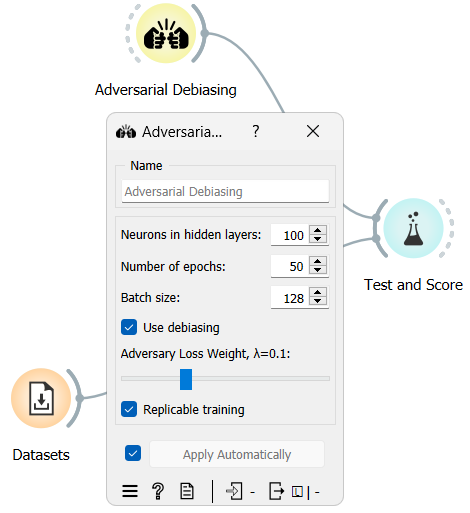 Adversarial Debiasing
Adversaria... ?
Name
Adversarial Debiasing
Neurons in hidden layers: 100
Number of epochs: 50
Batch size: 128
Use debiasing
Adversary Loss Weight, λ=0.1:
Replicable training
Apply Automatically
? - | -
Test and Score
Datasets